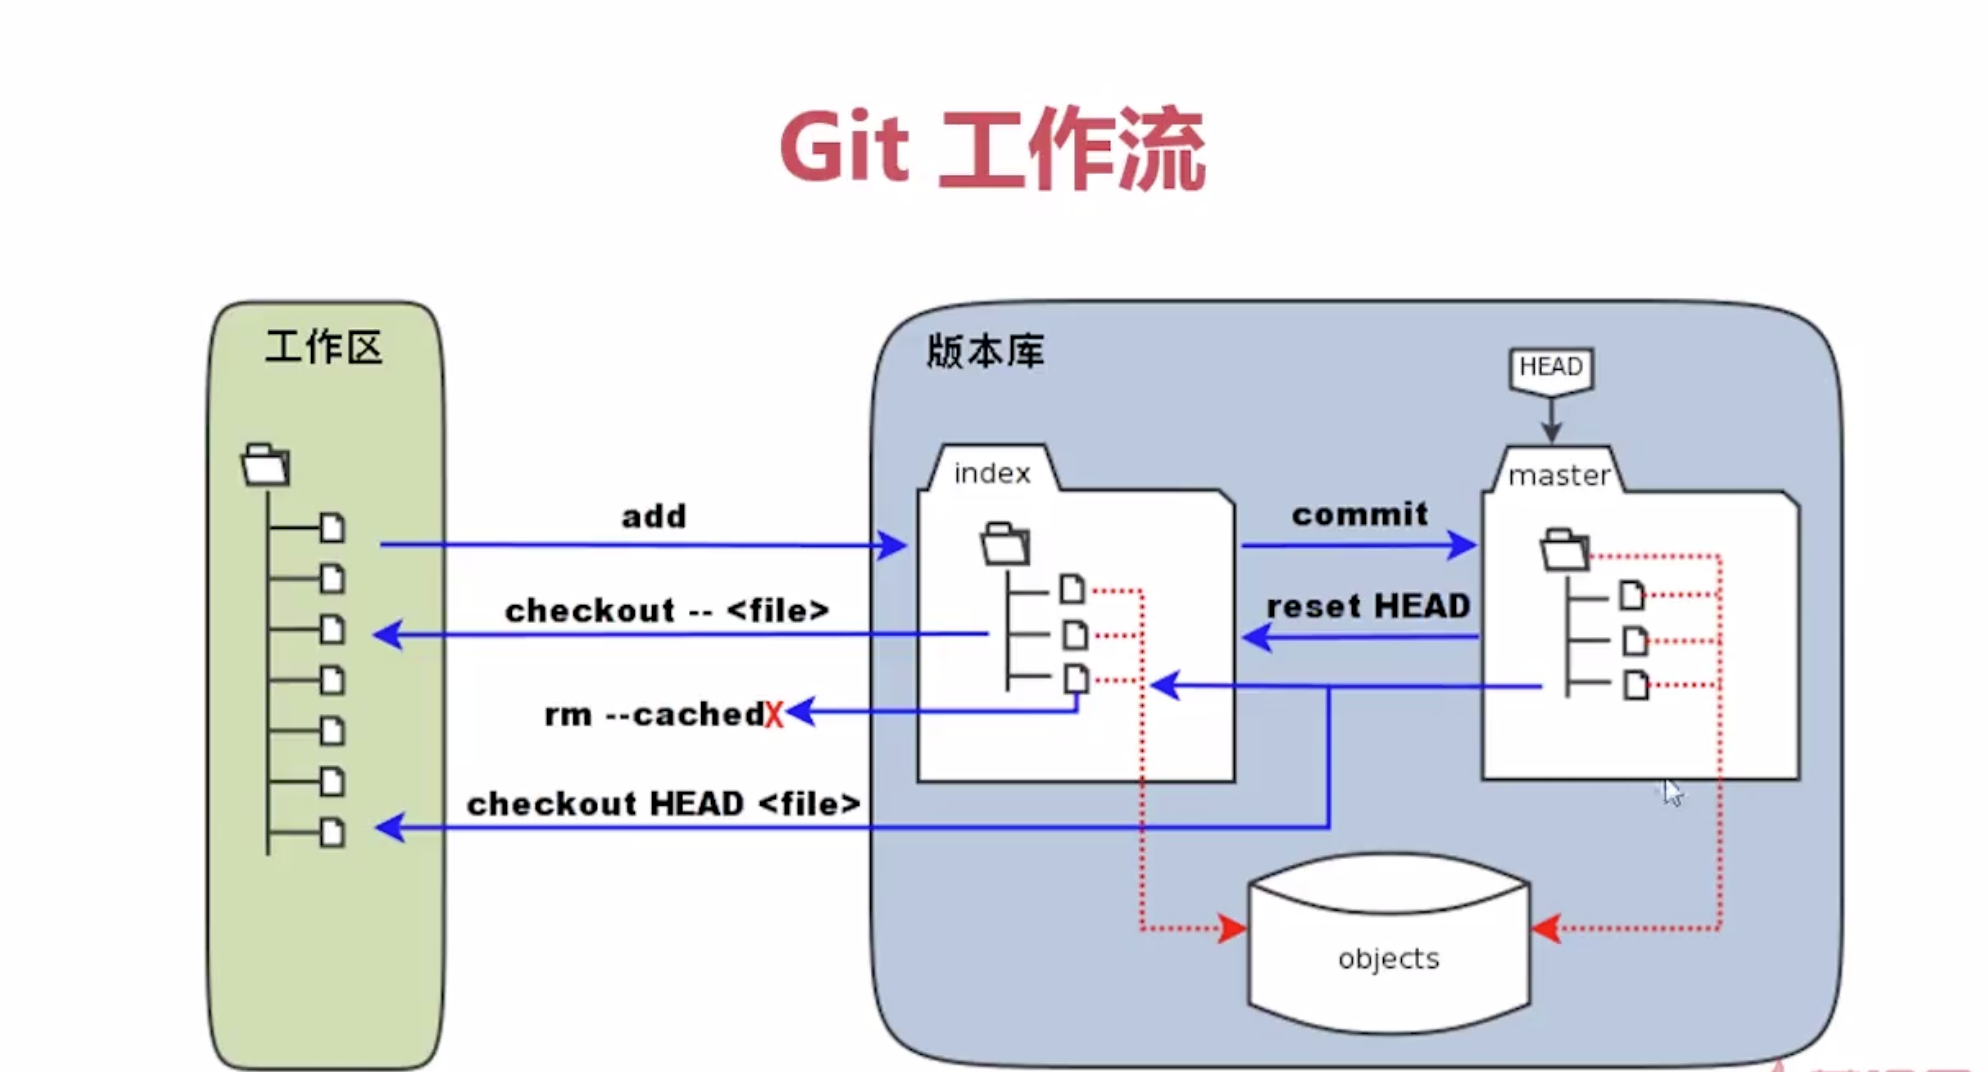 Git 工作流
工作区
版本库
HEAD
index
master
add
commit
checkout -- <file>
reset HEAD
rm --cachedX
checkout HEAD <file>
objects